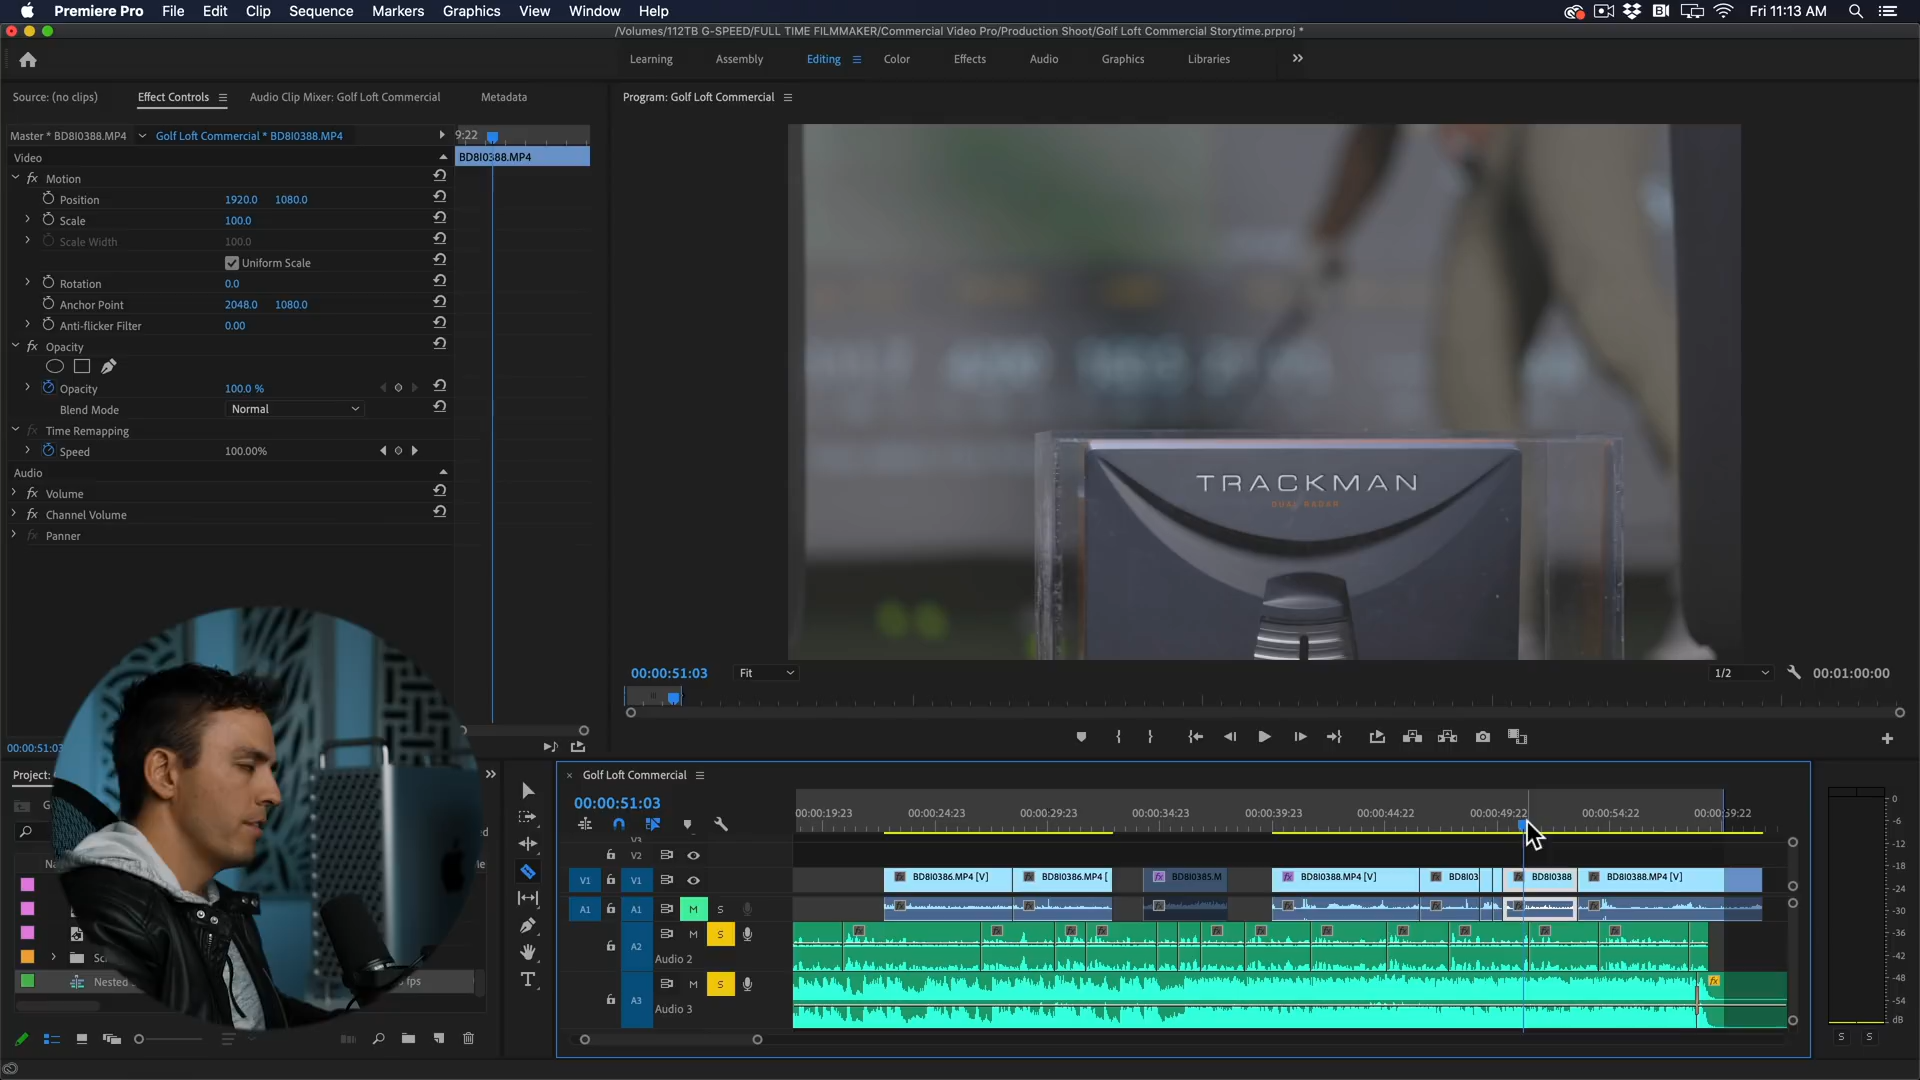 Premiere Pro File Edit Clip Sequence Markers Graphics View Window Help Fri 11:13 AM
/Volumes/112TB G-SPEED/FULL TIME FILMMAKER/Commercial Video Pro/Production Shoot/Golf Loft Commercial Storytime.prproj *
Learning Assembly Editing Color Effects Audio Graphics Libraries
Source: (no clips) Effect Controls Audio Clip Mixer: Golf Loft Commercial Metadata
Program: Golf Loft Commercial
Master * BD8I0388.MP4 Golf Loft Commercial * BD8I0388.MP4 9:22
Video BD8I0388.MP4
fx Motion
Position 1920.0 1080.0
Scale 100.0
Scale Width 100.0
Uniform Scale
Rotation 0.0
Anchor Point 2048.0 1080.0
Anti-flicker Filter 0.00
fx Opacity
Opacity 100.0 %
Blend Mode Normal
fx Time Remapping
Speed 100.00%
Audio
fx Volume
fx Channel Volume
fx Panner
TRACKMAN
DUAL RADAR
00:00:51:03 Fit 1/2 00:01:00:00
00:00:51:03
Project:
Golf Loft Commercial
00:00:51:03
00:00:19:23 00:00:24:23 00:00:29:23 00:00:34:23 00:00:39:23 00:00:44:22 00:00:49:22 00:00:54:22 00:00:59:22
V2
V1 V1 BD8I0386.MP4 [V] BD8I0386.MP4 [ BD8I0385.M BD8I0388.MP4 [V] BD8I03 BD8I0388 BD8I0388.MP4 [V]
A1 A1 M S
A2 M S
Audio 2
A3 M S
Audio 3
Nested
fps
0
-6
-12
-18
-24
-30
-36
-42
-48
-54
dB
S S